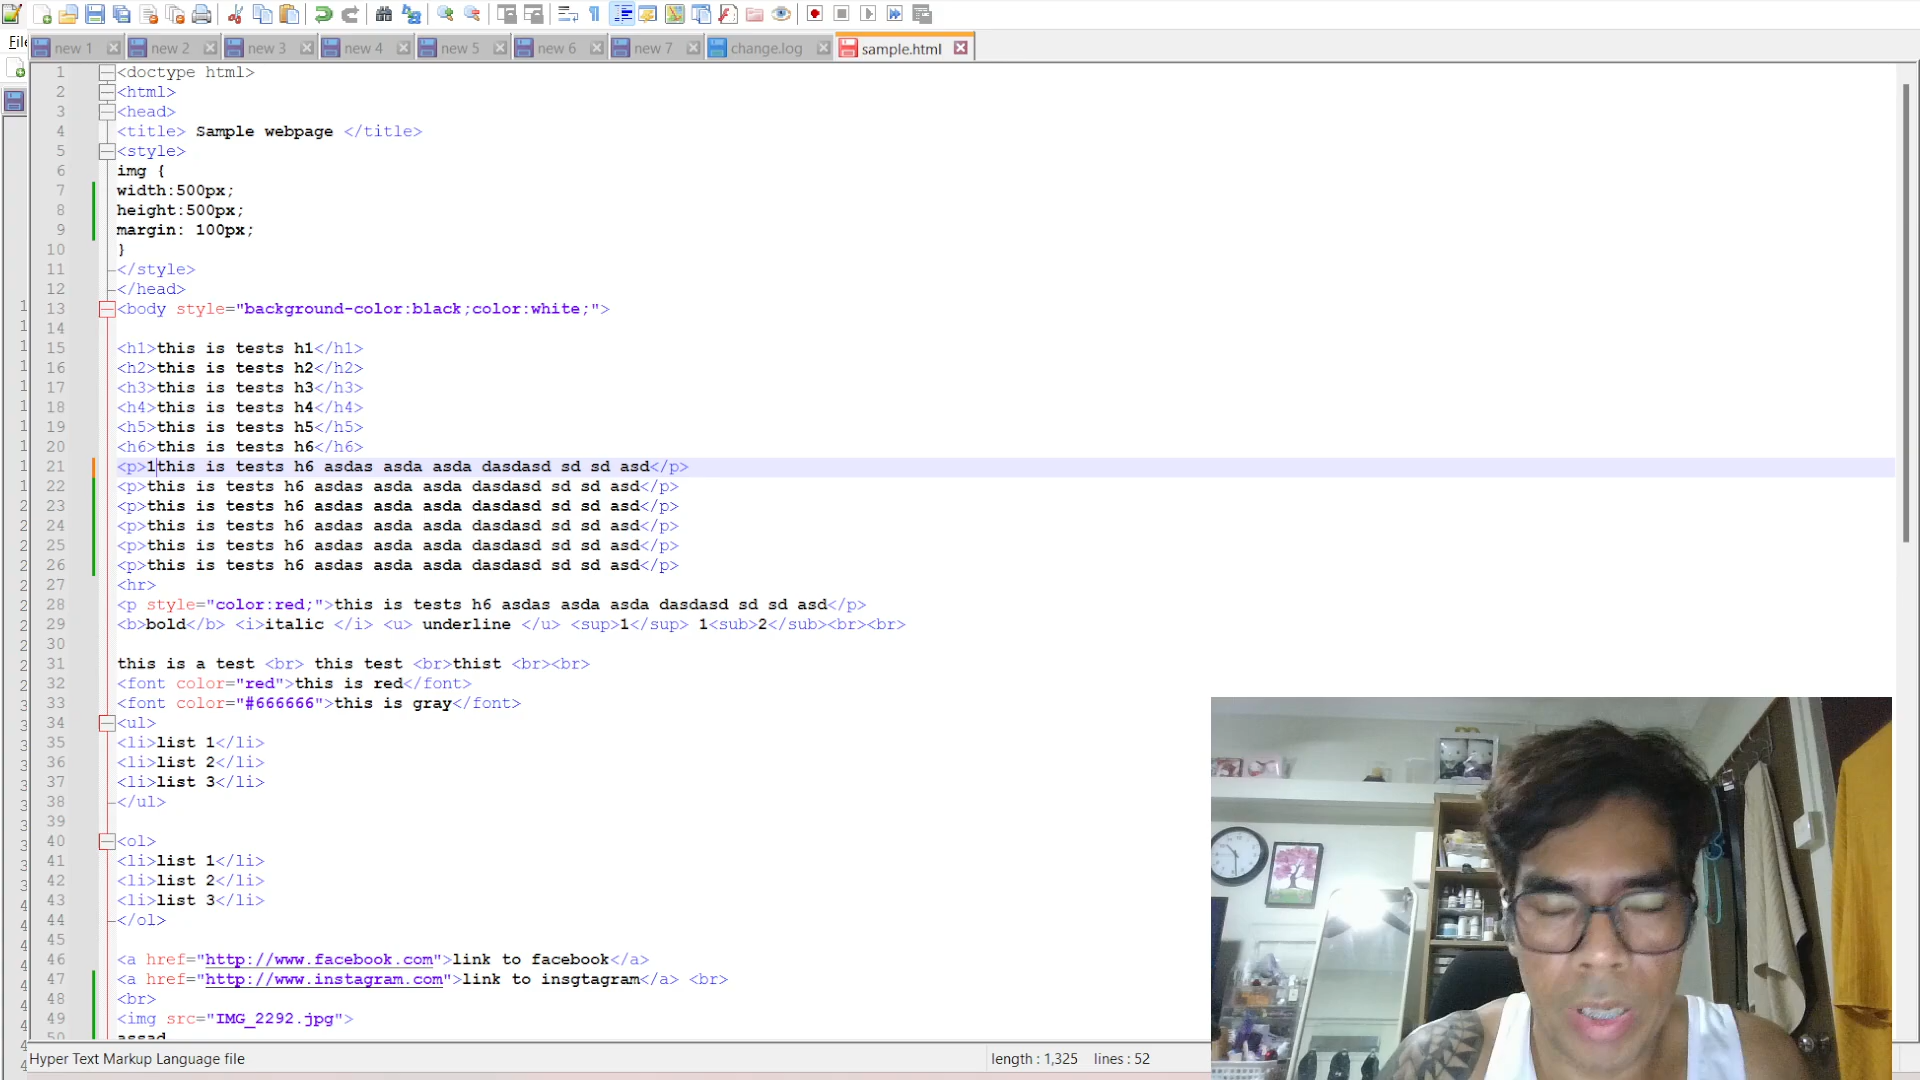 File
new 1 new 2 new 3 new 4 new 5 new 6 new 7 change.log sample.html
1 <doctype html>
2 <html>
3 <head>
4 <title> Sample webpage </title>
5 <style>
6 img {
7 width:500px;
8 height:500px;
9 margin: 100px;
10 }
11 </style>
12 </head>
13 <body style="background-color:black;color:white;">
14
15 <h1>this is tests h1</h1>
16 <h2>this is tests h2</h2>
17 <h3>this is tests h3</h3>
18 <h4>this is tests h4</h4>
19 <h5>this is tests h5</h5>
20 <h6>this is tests h6</h6>
21 <p>1this is tests h6 asdas asda asda dasdasd sd sd asd</p>
22 <p>this is tests h6 asdas asda asda dasdasd sd sd asd</p>
23 <p>this is tests h6 asdas asda asda dasdasd sd sd asd</p>
24 <p>this is tests h6 asdas asda asda dasdasd sd sd asd</p>
25 <p>this is tests h6 asdas asda asda dasdasd sd sd asd</p>
26 <p>this is tests h6 asdas asda asda dasdasd sd sd asd</p>
27 <hr>
28 <p style="color:red;">this is tests h6 asdas asda asda dasdasd sd sd asd</p>
29 <b>bold</b> <i>italic </i> <u> underline </u> <sup>1</sup> 1<sub>2</sub><br><br>
30
31 this is a test <br> this test <br>thist <br><br>
32 <font color="red">this is red</font>
33 <font color="#666666">this is gray</font>
34 <ul>
35 <li>list 1</li>
36 <li>list 2</li>
37 <li>list 3</li>
38 </ul>
39
40 <ol>
41 <li>list 1</li>
42 <li>list 2</li>
43 <li>list 3</li>
44 </ol>
45
46 <a href="http://www.facebook.com">link to facebook</a>
47 <a href="http://www.instagram.com">link to insgtagram</a> <br>
48 <br>
49 <img src="IMG_2292.jpg">
50 assad
Hyper Text Markup Language file length : 1,325 lines : 52